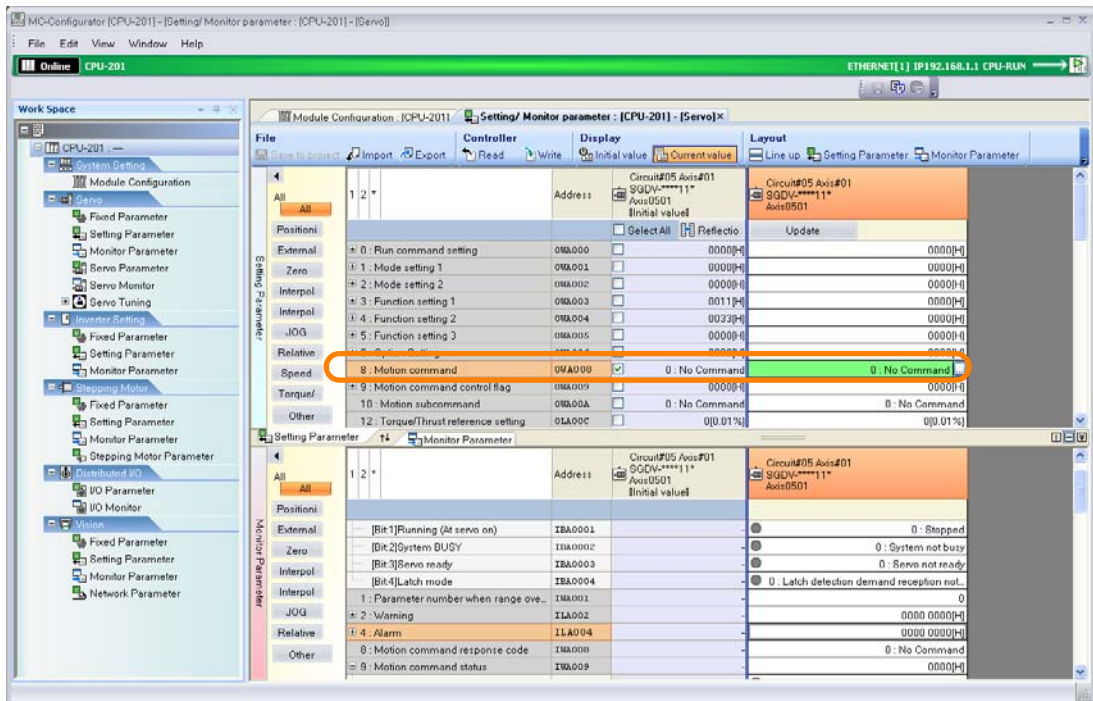 MC-Configurator [CPU-201] - [Setting/ Monitor parameter : [CPU-201] - [Servo]]
File Edit View Window Help
Online CPU-201 ETHERNET[1] IP192.168.1.1 CPU-RUN
Work Space
CPU-201 : ---
System Setting
Module Configuration
Servo
Fixed Parameter
Setting Parameter
Monitor Parameter
Servo Parameter
Servo Monitor
Servo Tuning
Inverter Setting
Fixed Parameter
Setting Parameter
Monitor Parameter
Stepping Motor
Fixed Parameter
Setting Parameter
Monitor Parameter
Stepping Motor Parameter
Distributed I/O
I/O Parameter
I/O Monitor
Vision
Fixed Parameter
Setting Parameter
Monitor Parameter
Network Parameter
Module Configuration : [CPU-201] Setting/ Monitor parameter : [CPU-201] - [Servo]
File Controller Display Layout
Save to project Import Export Read Write Initial value Current value Line up Setting Parameter Monitor Parameter
Setting Parameter
All
All
Positioni
External
Zero
Interpol
Interpol
JOG
Relative
Speed
Torque/
Other
1 2 * Address
Circuit#05 Axis#01
SGDV-****11*
Axis0501
[Initial value]
Circuit#05 Axis#01
SGDV-****11*
Axis0501
Select All Reflectio Update
0 : Run command setting OWA000 0000[H] 0000[H]
1 : Mode setting 1 OWA001 0000[H] 0000[H]
2 : Mode setting 2 OWA002 0000[H] 0000[H]
3 : Function setting 1 OWA003 0011[H] 0000[H]
4 : Function setting 2 OWA004 0033[H] 0000[H]
5 : Function setting 3 OWA005 0000[H] 0000[H]
8 : Motion command OWA008 0 : No Command 0 : No Command ...
9 : Motion command control flag OWA009 0000[H] 0000[H]
10 : Motion subcommand OWA00A 0 : No Command 0 : No Command
12 : Torque/Thrust reference setting OLA00C 0[0.01%] 0[0.01%]
Setting Parameter Monitor Parameter
Monitor Parameter
All
All
Positioni
External
Zero
Interpol
Interpol
JOG
Relative
Other
1 2 * Address
Circuit#05 Axis#01
SGDV-****11*
Axis0501
[Initial value]
Circuit#05 Axis#01
SGDV-****11*
Axis0501
[Bit:1]Running (At servo on) IBA0001 - 0 : Stopped
[Bit:2]System BUSY IBA0002 - 0 : System not busy
[Bit:3]Servo ready IBA0003 - 0 : Servo not ready
[Bit:4]Latch mode IBA0004 - 0 : Latch detection demand reception not...
1 : Parameter number when range ove... IWA001 - 0
2 : Warning ILA002 - 0000 0000[H]
4 : Alarm ILA004 - 0000 0000[H]
8 : Motion command response code IWA008 - 0 : No Command
9 : Motion command status IWA009 - 0000[H]